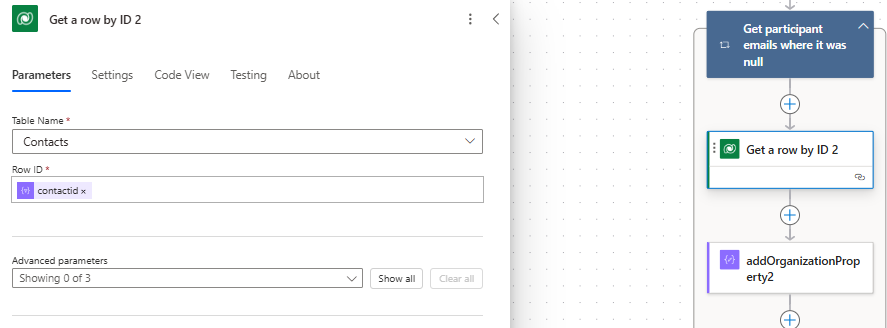 Get a row by ID 2
Parameters
Settings
Code View
Testing
About
Table Name *
Contacts
Row ID *
contactid ×
Advanced parameters
Showing 0 of 3
Show all
Clear all
Get participant
emails where it was
null
Get a row by ID 2
addOrganizationProp
erty2